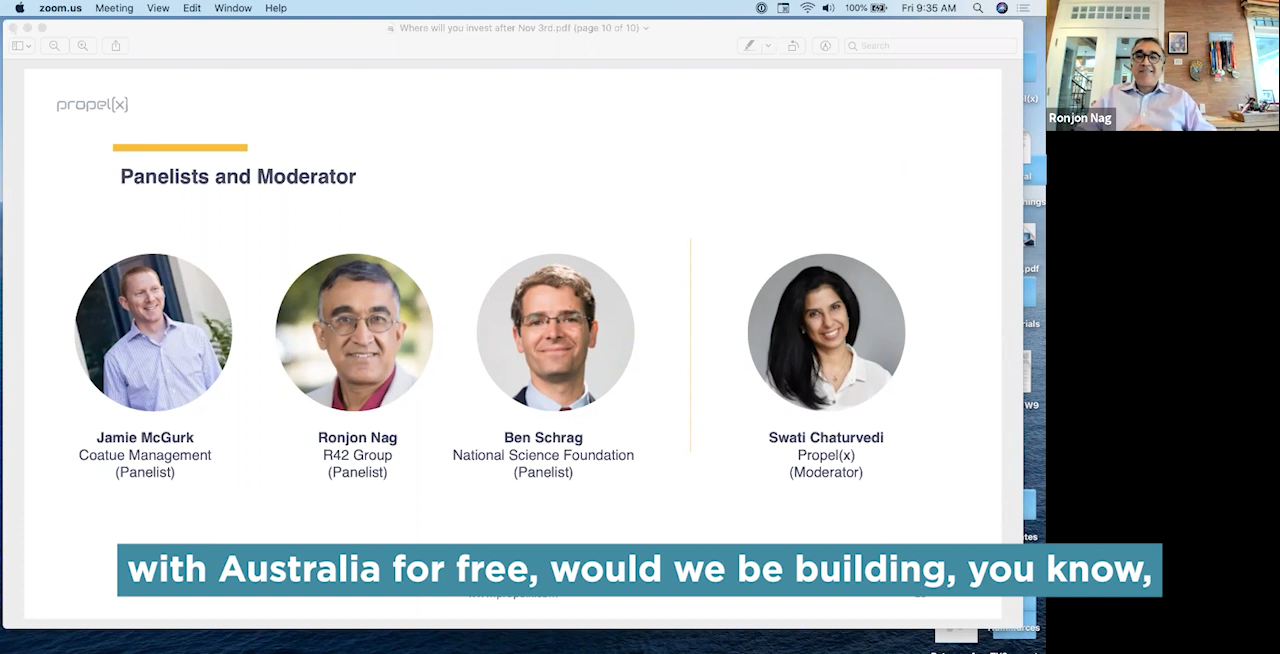 zoom.us Meeting View Edit Window Help 100% Fri 9:35 AM
Where will you invest after Nov 3rd.pdf (page 10 of 10)
Search
propel(x)
Panelists and Moderator
Jamie McGurk
Coatue Management
(Panelist)
Ronjon Nag
R42 Group
(Panelist)
Ben Schrag
National Science Foundation
(Panelist)
Swati Chaturvedi
Propel(x)
(Moderator)
with Australia for free, would we be building, you know,
Ronjon Nag
l(x)
.pdf
W9